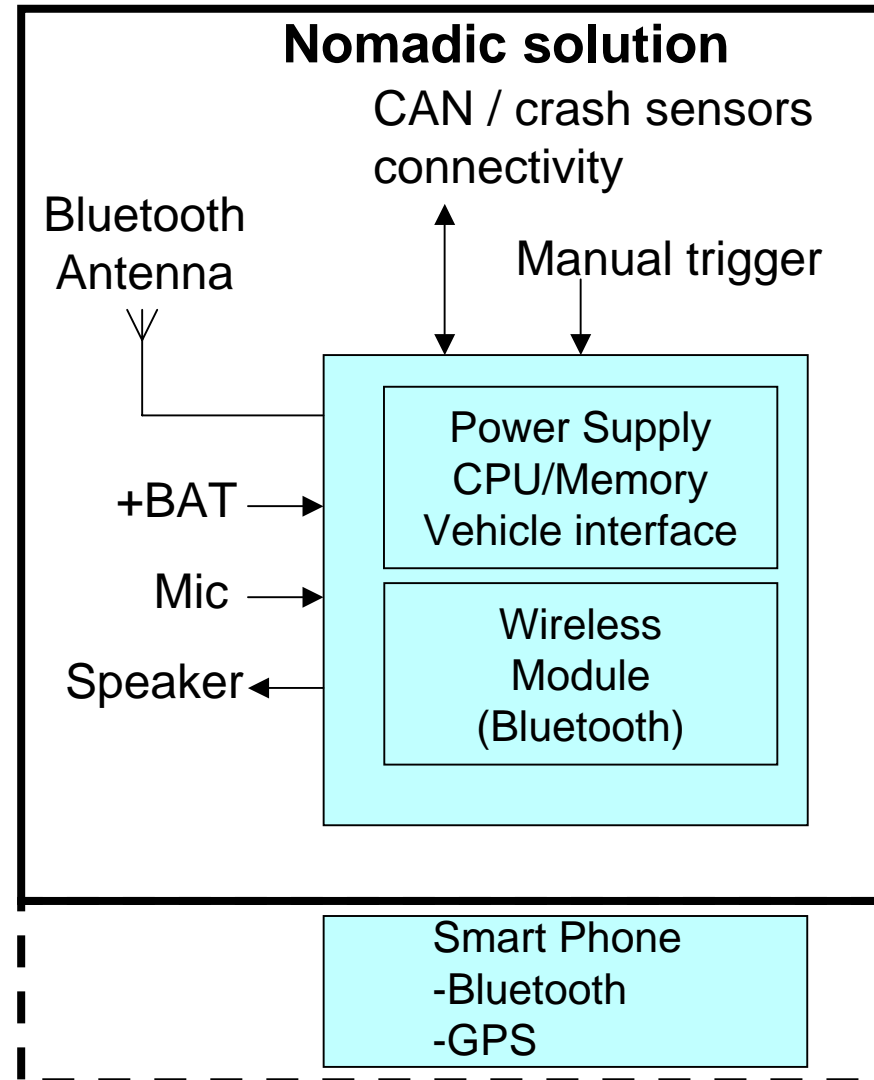 Nomadic solution
CAN / crash sensors
connectivity
Bluetooth
Antenna
Manual trigger
+BAT
Mic
Speaker
Power Supply
CPU/Memory
Vehicle interface
Wireless
Module
(Bluetooth)
Smart Phone
-Bluetooth
-GPS